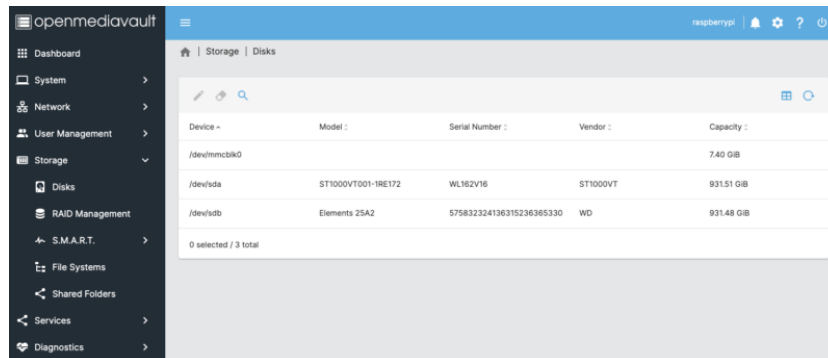 openmediavault
raspberrypi
Dashboard
System
Network
User Management
Storage
Disks
RAID Management
S.M.A.R.T.
File Systems
Shared Folders
Services
Diagnostics
| Storage | Disks
Device Model Serial Number Vendor Capacity
/dev/mmcblk0 7.40 GiB
/dev/sda ST1000VT001-1RE172 WL162V16 ST1000VT 931.51 GiB
/dev/sdb Elements 25A2 575832324136315236365330 WD 931.48 GiB
0 selected / 3 total